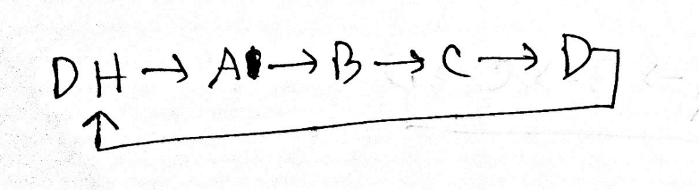 DH → A → B → C → D